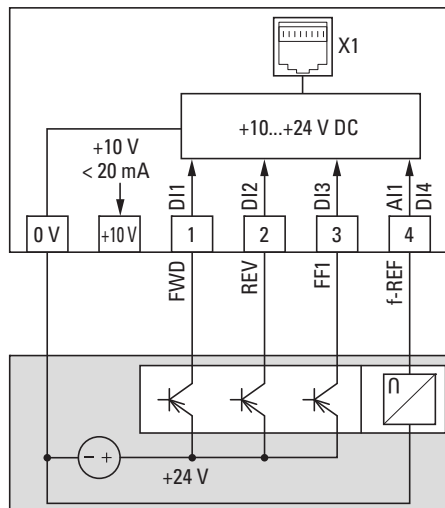 X1
+10...+24 V DC
+10 V
< 20 mA
DI1
DI2
DI3
AI1
DI4
0 V
+10 V
1
2
3
4
FWD
REV
FF1
f-REF
U
− +
+24 V